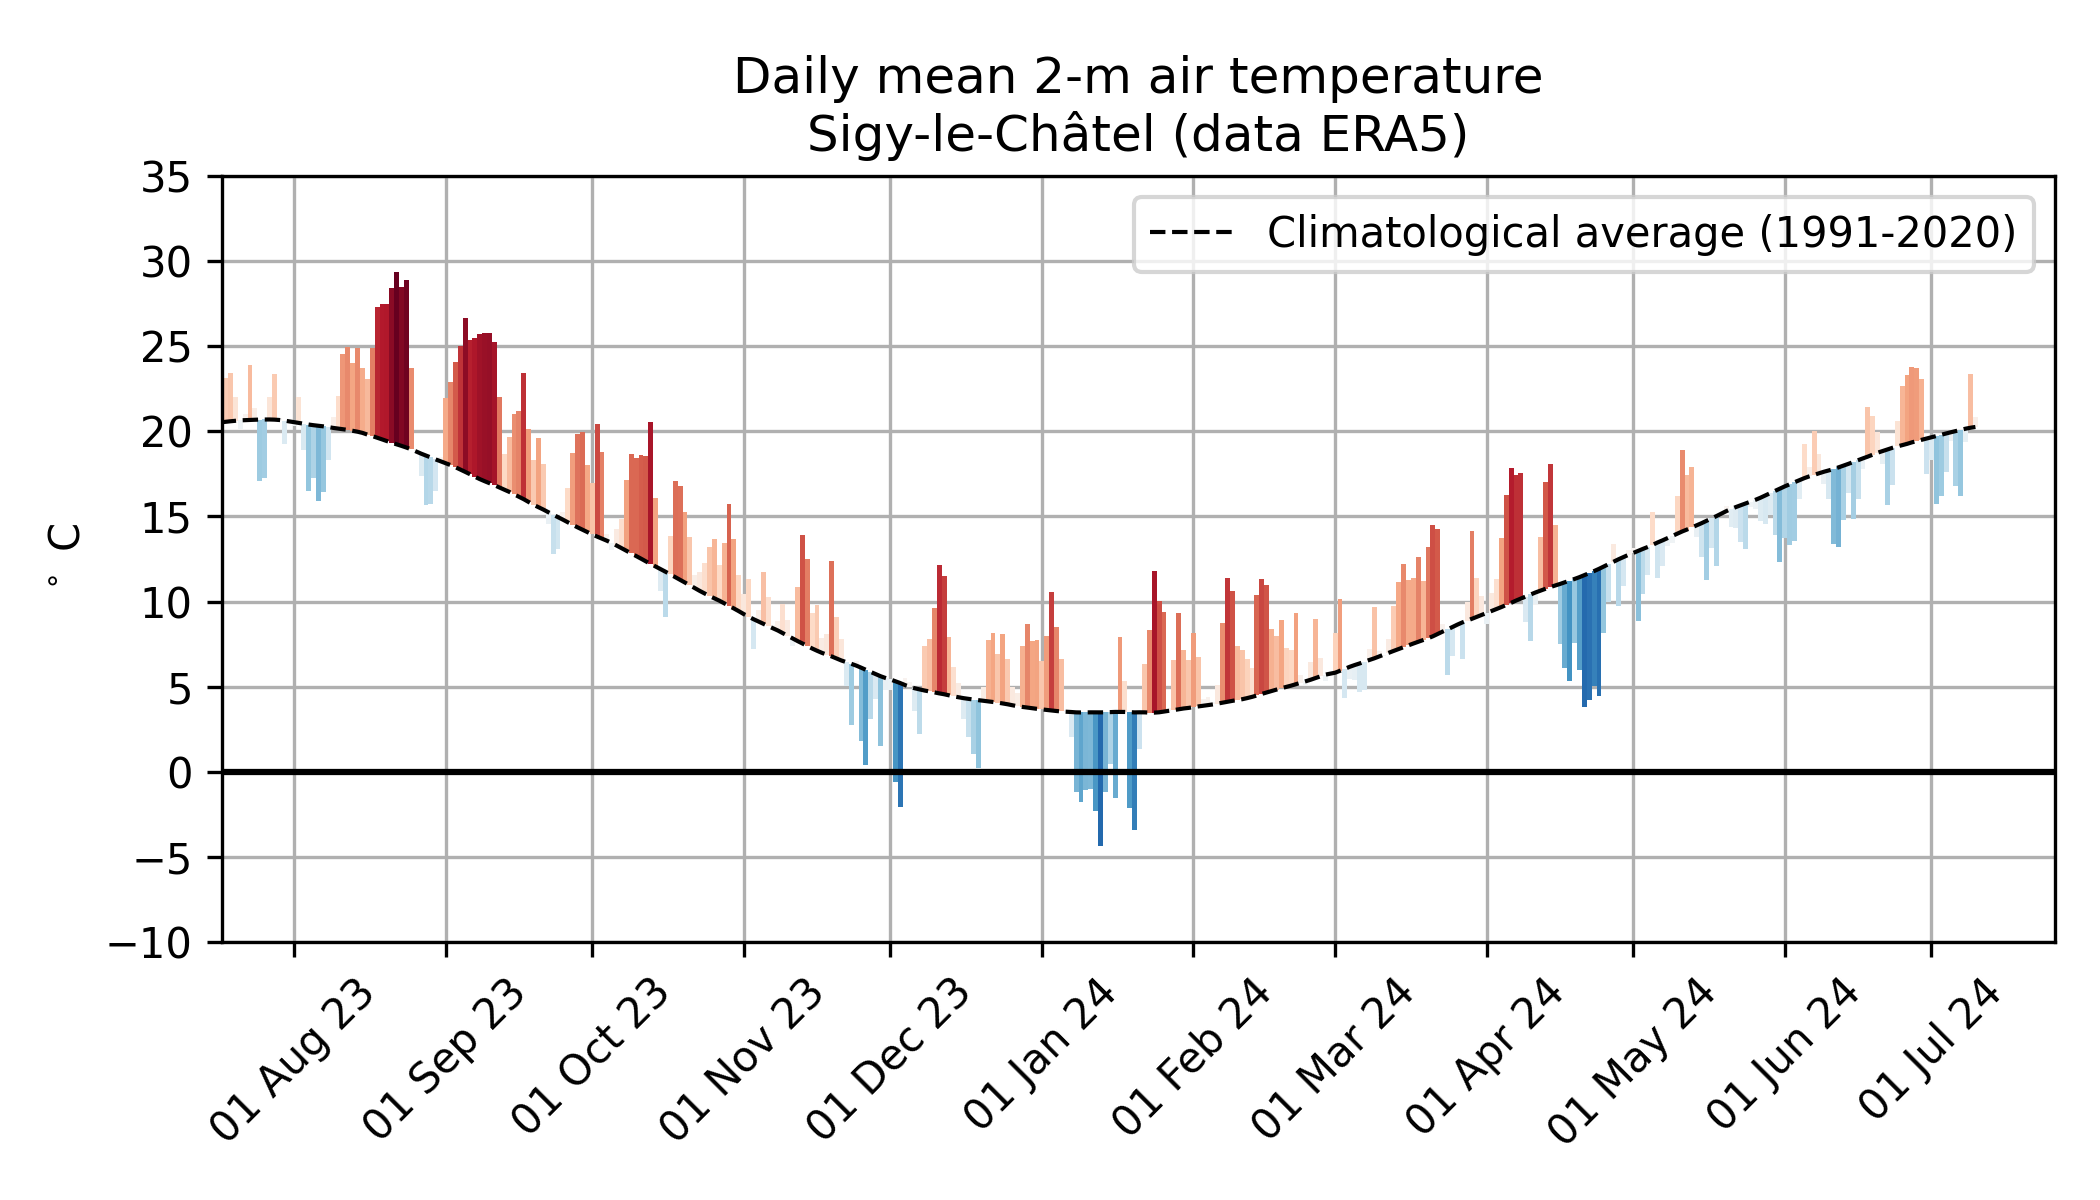 Daily mean 2-m air temperature
Sigy-le-Châtel (data ERA5)
Climatological average (1991-2020)
35
30
25
20
15
10
5
0
−5
−10
° C
01 Aug 23
01 Sep 23
01 Oct 23
01 Nov 23
01 Dec 23
01 Jan 24
01 Feb 24
01 Mar 24
01 Apr 24
01 May 24
01 Jun 24
01 Jul 24